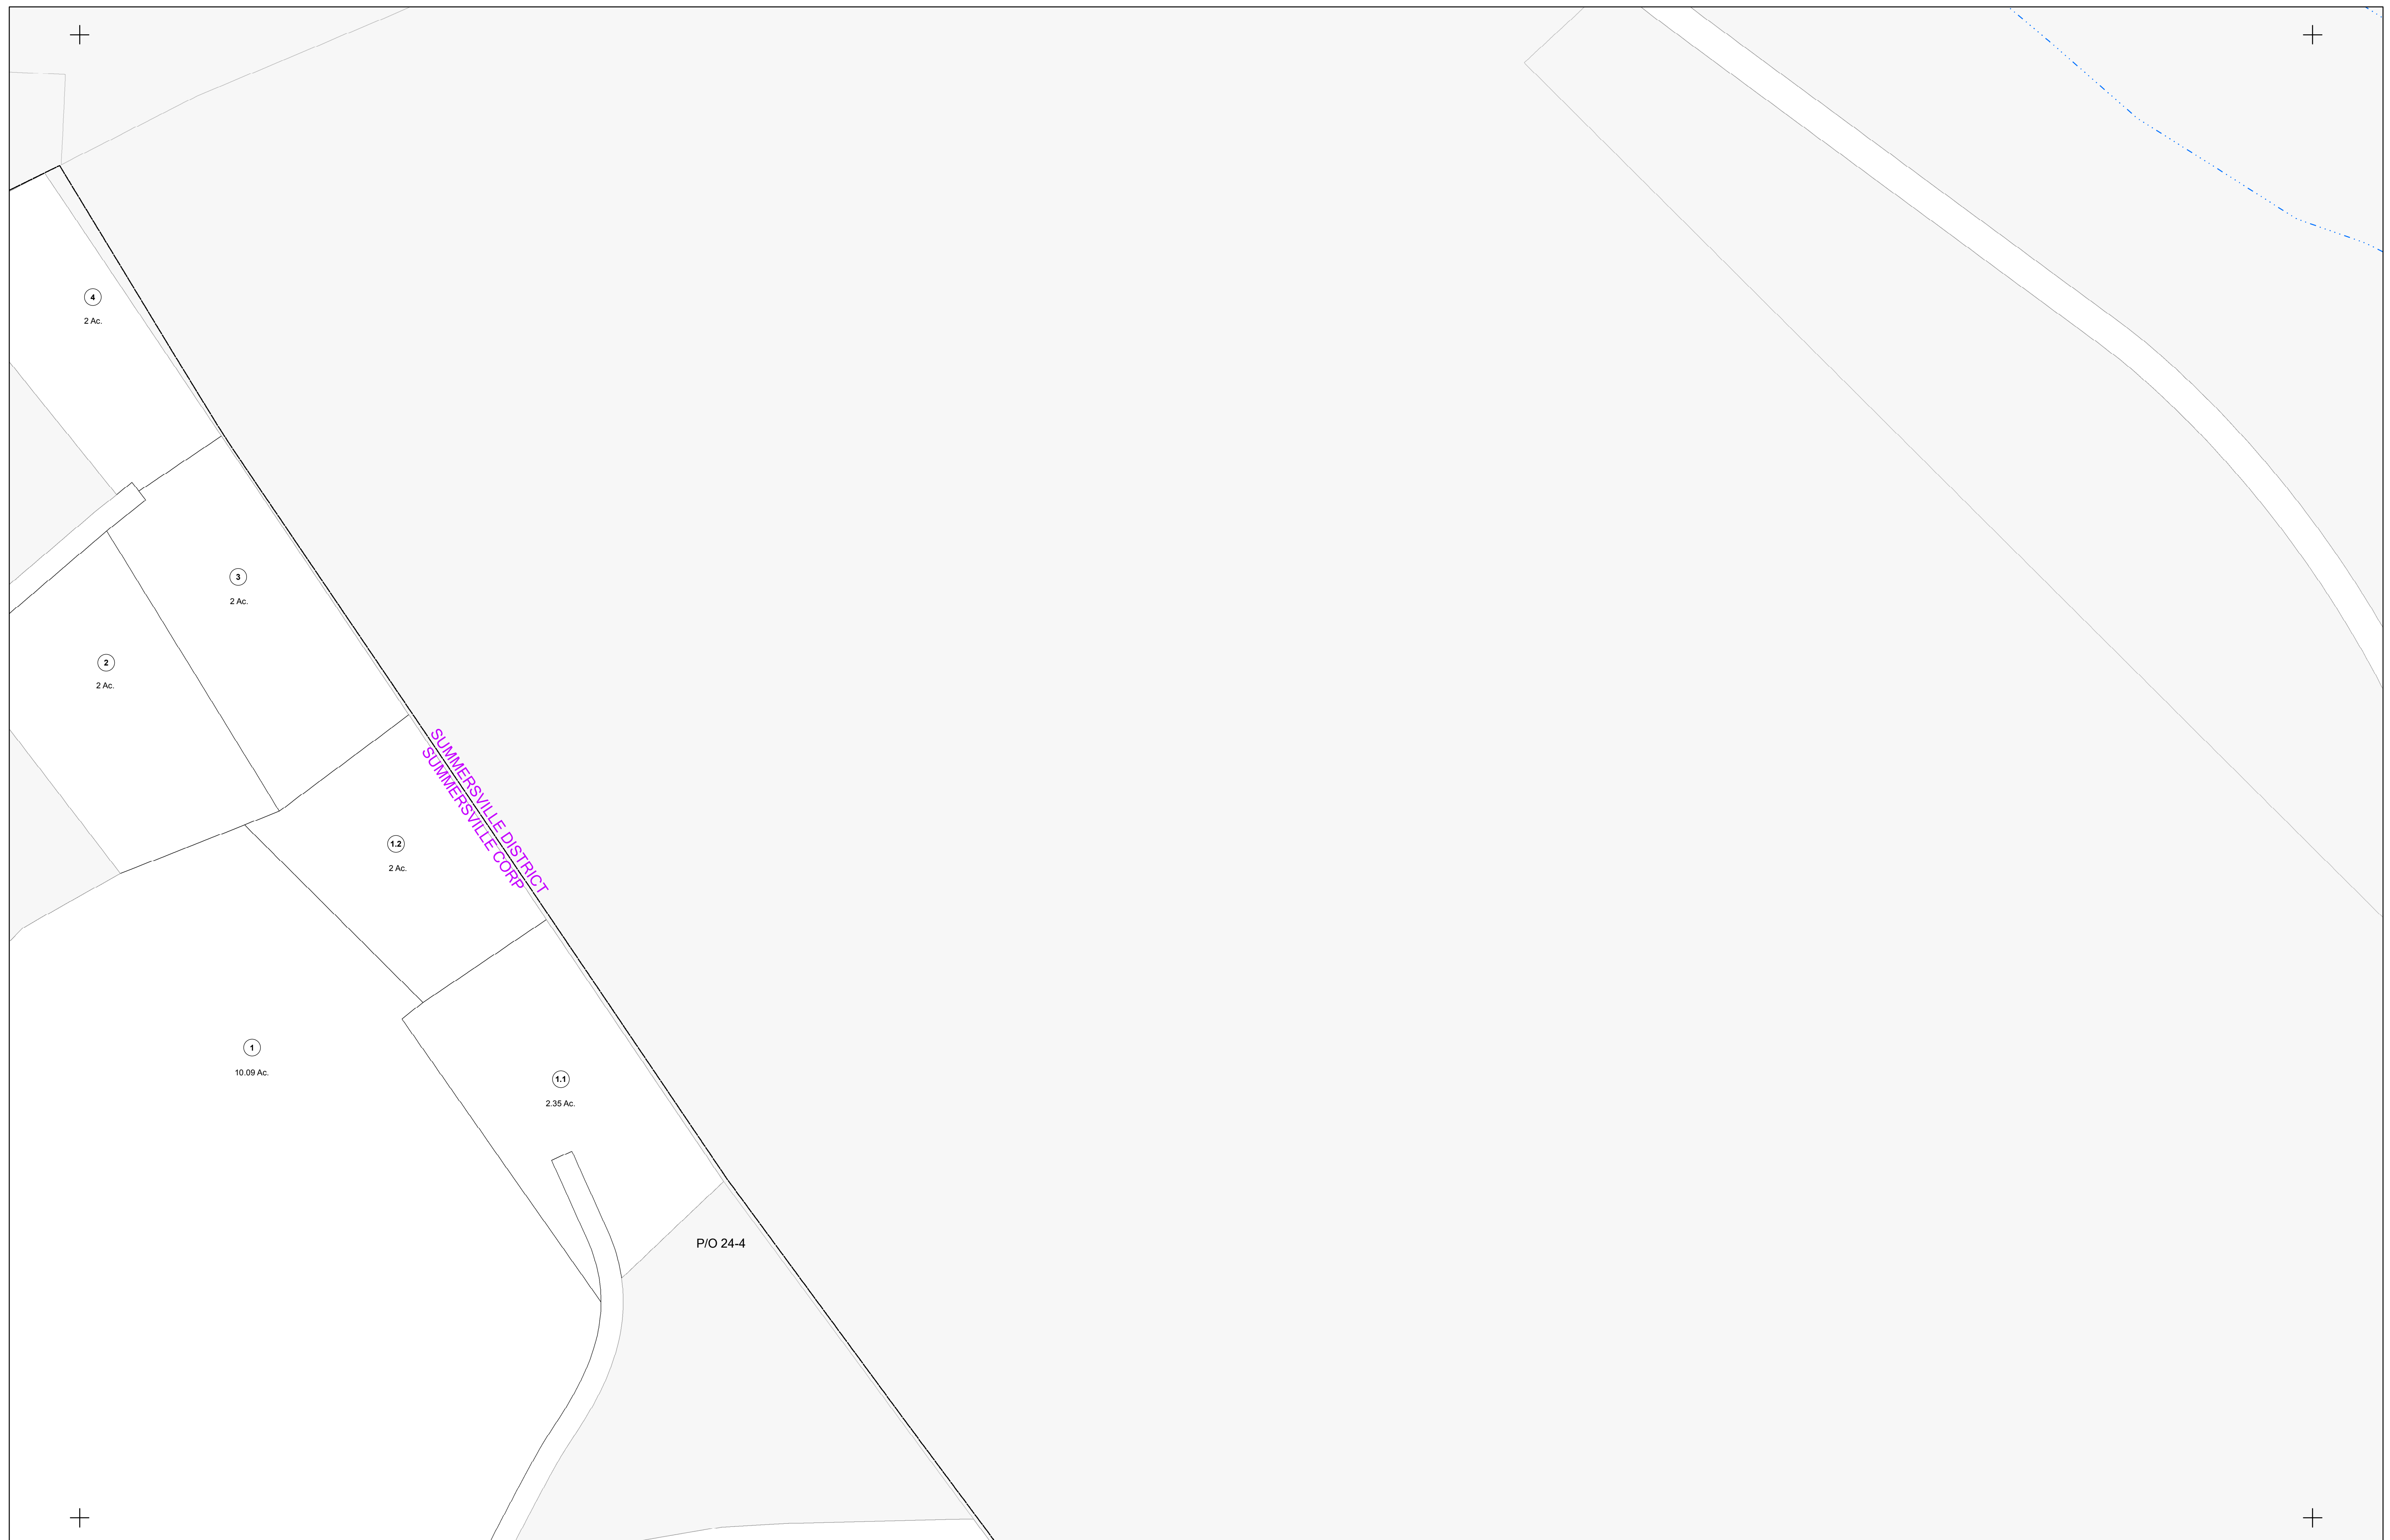 4
2 Ac.
3
2 Ac.
2
2 Ac.
SUMMERSVILLE DISTRICT
SUMMERSVILLE CORP
1.2
2 Ac.
1
10.09 Ac.
1.1
2.35 Ac.
P/O 24-4